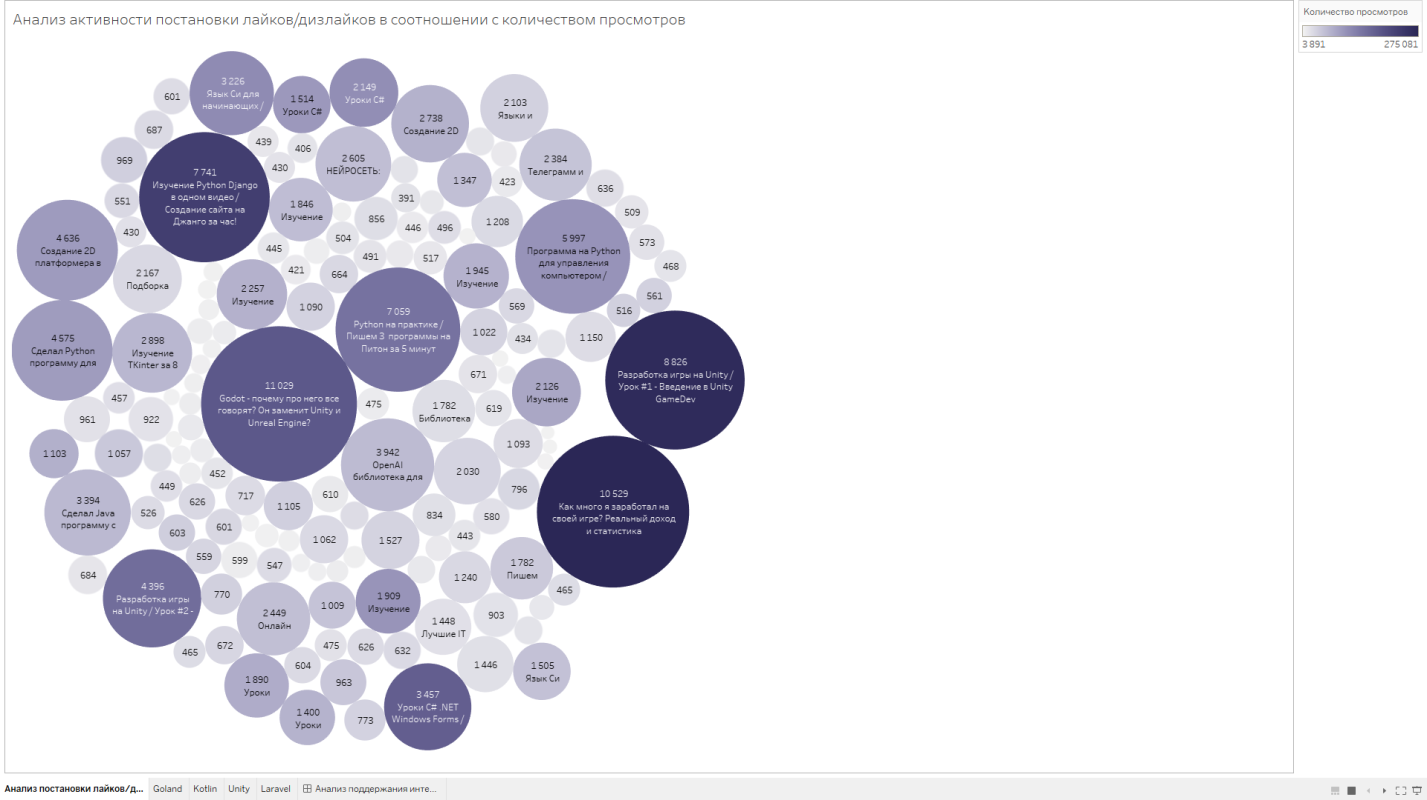 Анализ активности постановки лайков/дизлайков в соотношении с количеством просмотров
Количество просмотров
3 891
275 081
3 226
Язык Си для
начинающих /
1 514
Уроки C#
2 149
Уроки C#
2 738
Создание 2D
2 103
Языки и
601
687
439
406
969
430
2 605
НЕЙРОСЕТЬ:
1 347
423
2 384
Телеграмм и
636
7 741
Изучение Python Django
в одном видео /
Создание сайта на
Джанго за час!
551
430
1 846
Изучение
391
856
446
496
1 208
509
573
468
4 636
Создание 2D
платформера в
2 167
Подборка
445
504
491
517
421
664
1 945
Изучение
5 997
Программа на Python
для управления
компьютером /
561
516
2 257
Изучение
1 090
569
7 059
Python на практике /
Пишем 3 программы на
Питон за 5 минут
1 022
434
1 150
4 575
Сделал Python
программу для
2 898
Изучение
TKinter за 8
8 826
Разработка игры на Unity /
Урок #1 - Введение в Unity
GameDev
11 029
Godot - почему про него все
говорят? Он заменит Unity и
Unreal Engine?
671
2 126
Изучение
457
475
1 782
Библиотека
619
961
922
1 093
1 103
1 057
3 942
OpenAI
библиотека для
2 030
452
449
796
10 529
Как много я заработал на
своей игре? Реальный доход
и статистика
3 394
Сделал Java
программу с
526
626
717
610
1 105
834
580
603
601
1 062
1 527
443
559
599
547
684
1 240
1 782
Пишем
465
4 396
Разработка игры
на Unity / Урок #2 -
770
2 449
Онлайн
1 009
1 909
Изучение
1 448
Лучшие IT
903
465
672
475
626
632
604
1 446
1 505
Язык Си
1 890
Уроки
963
1 400
Уроки
773
3 457
Уроки C# .NET
Windows Forms /
Анализ постановки лайков/д...
Goland
Kotlin
Unity
Laravel
Анализ поддержания инте...